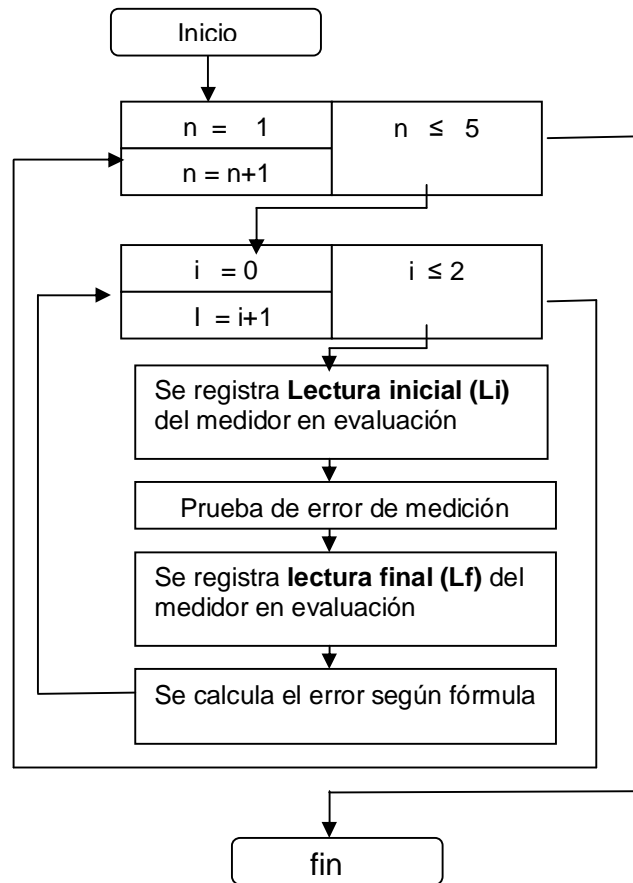 Inicio
n = 1
n ≤ 5
n = n+1
i = 0
i ≤ 2
I = i+1
Se registra Lectura inicial (Li)
del medidor en evaluación
Prueba de error de medición
Se registra lectura final (Lf) del
medidor en evaluación
Se calcula el error según fórmula
fin